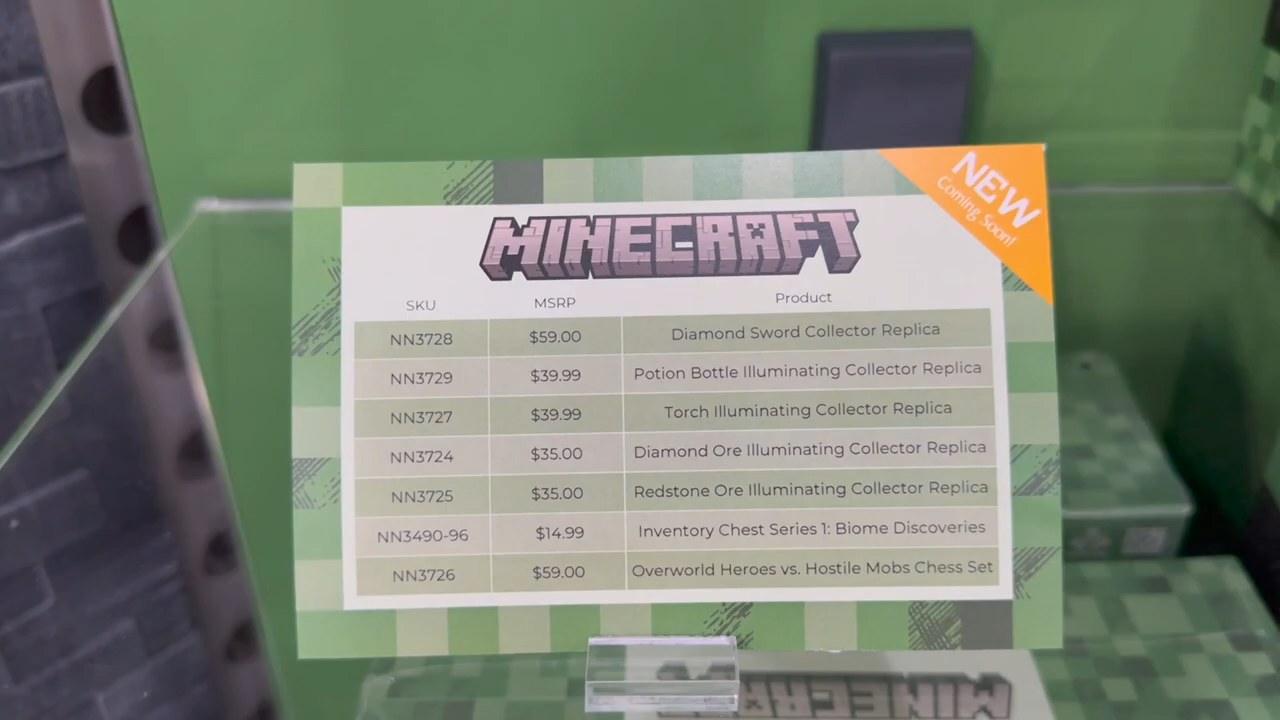 MINECRAFT
NEW
Coming Soon!
SKU MSRP Product
NN3728 $59.00 Diamond Sword Collector Replica
NN3729 $39.99 Potion Bottle Illuminating Collector Replica
NN3727 $39.99 Torch Illuminating Collector Replica
NN3724 $35.00 Diamond Ore Illuminating Collector Replica
NN3725 $35.00 Redstone Ore Illuminating Collector Replica
NN3490-96 $14.99 Inventory Chest Series 1: Biome Discoveries
NN3726 $59.00 Overworld Heroes vs. Hostile Mobs Chess Set
MINECRAFT